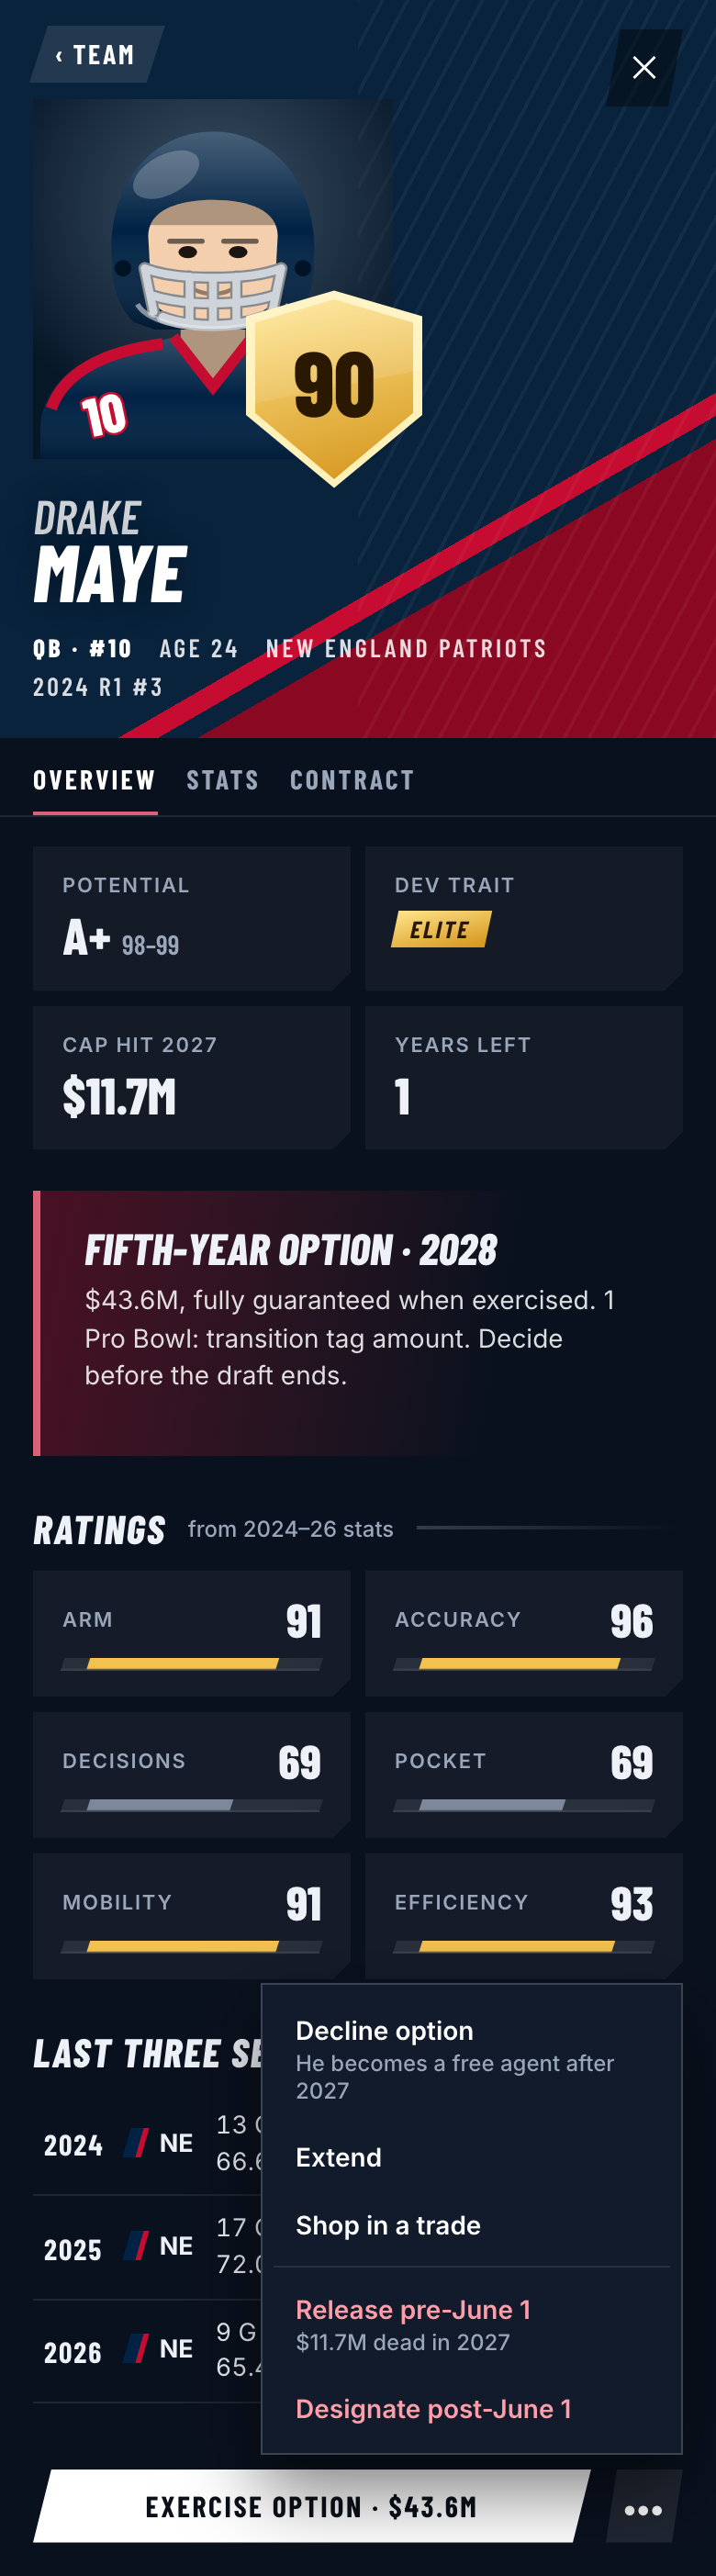 ‹ TEAM
10
90
DRAKE
MAYE
QB · #10 AGE 24 NEW ENGLAND PATRIOTS
2024 R1 #3
OVERVIEW STATS CONTRACT
POTENTIAL
A+ 98–99
DEV TRAIT
ELITE
CAP HIT 2027
$11.7M
YEARS LEFT
1
FIFTH-YEAR OPTION · 2028
$43.6M, fully guaranteed when exercised. 1
Pro Bowl: transition tag amount. Decide
before the draft ends.
RATINGS from 2024–26 stats
ARM 91
ACCURACY 96
DECISIONS 69
POCKET 69
MOBILITY 91
EFFICIENCY 93
LAST THREE
2024 NE 13
2025 NE 17
2026 NE 9 G
Decline option
He becomes a free agent after
2027
Extend
Shop in a trade
Release pre-June 1
$11.7M dead in 2027
Designate post-June 1
EXERCISE OPTION · $43.6M
•••